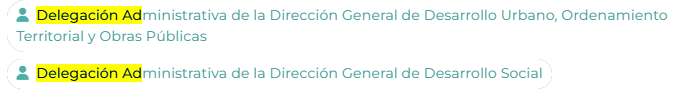 Delegación Administrativa de la Dirección General de Desarrollo Urbano, Ordenamiento
Territorial y Obras Públicas
Delegación Administrativa de la Dirección General de Desarrollo Social